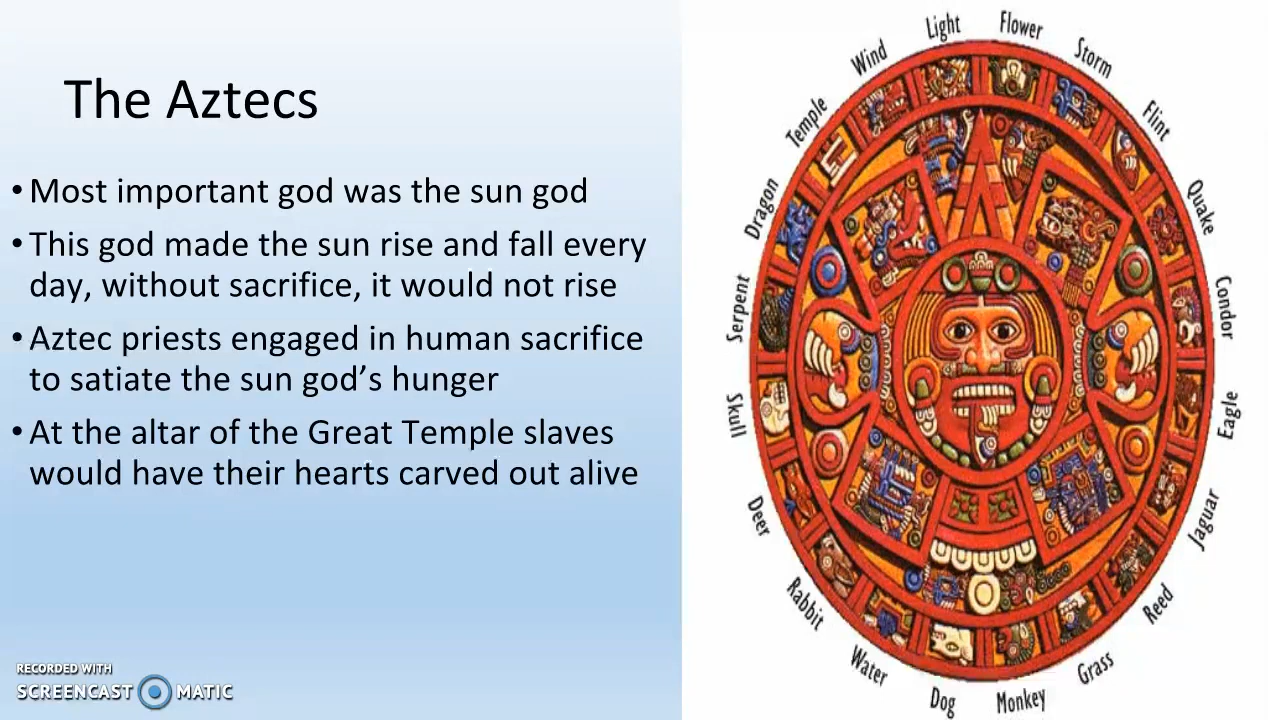 The Aztecs
• Most important god was the sun god
• This god made the sun rise and fall every
day, without sacrifice, it would not rise
• Aztec priests engaged in human sacrifice
to satiate the sun god’s hunger
• At the altar of the Great Temple slaves
would have their hearts carved out alive
RECORDED WITH
SCREENCAST MATIC
Light
Flower
Storm
Flint
Quake
Condor
Eagle
Jaguar
Reed
Grass
Monkey
Dog
Water
Rabbit
Deer
Skull
Serpent
Dragon
Temple
Wind